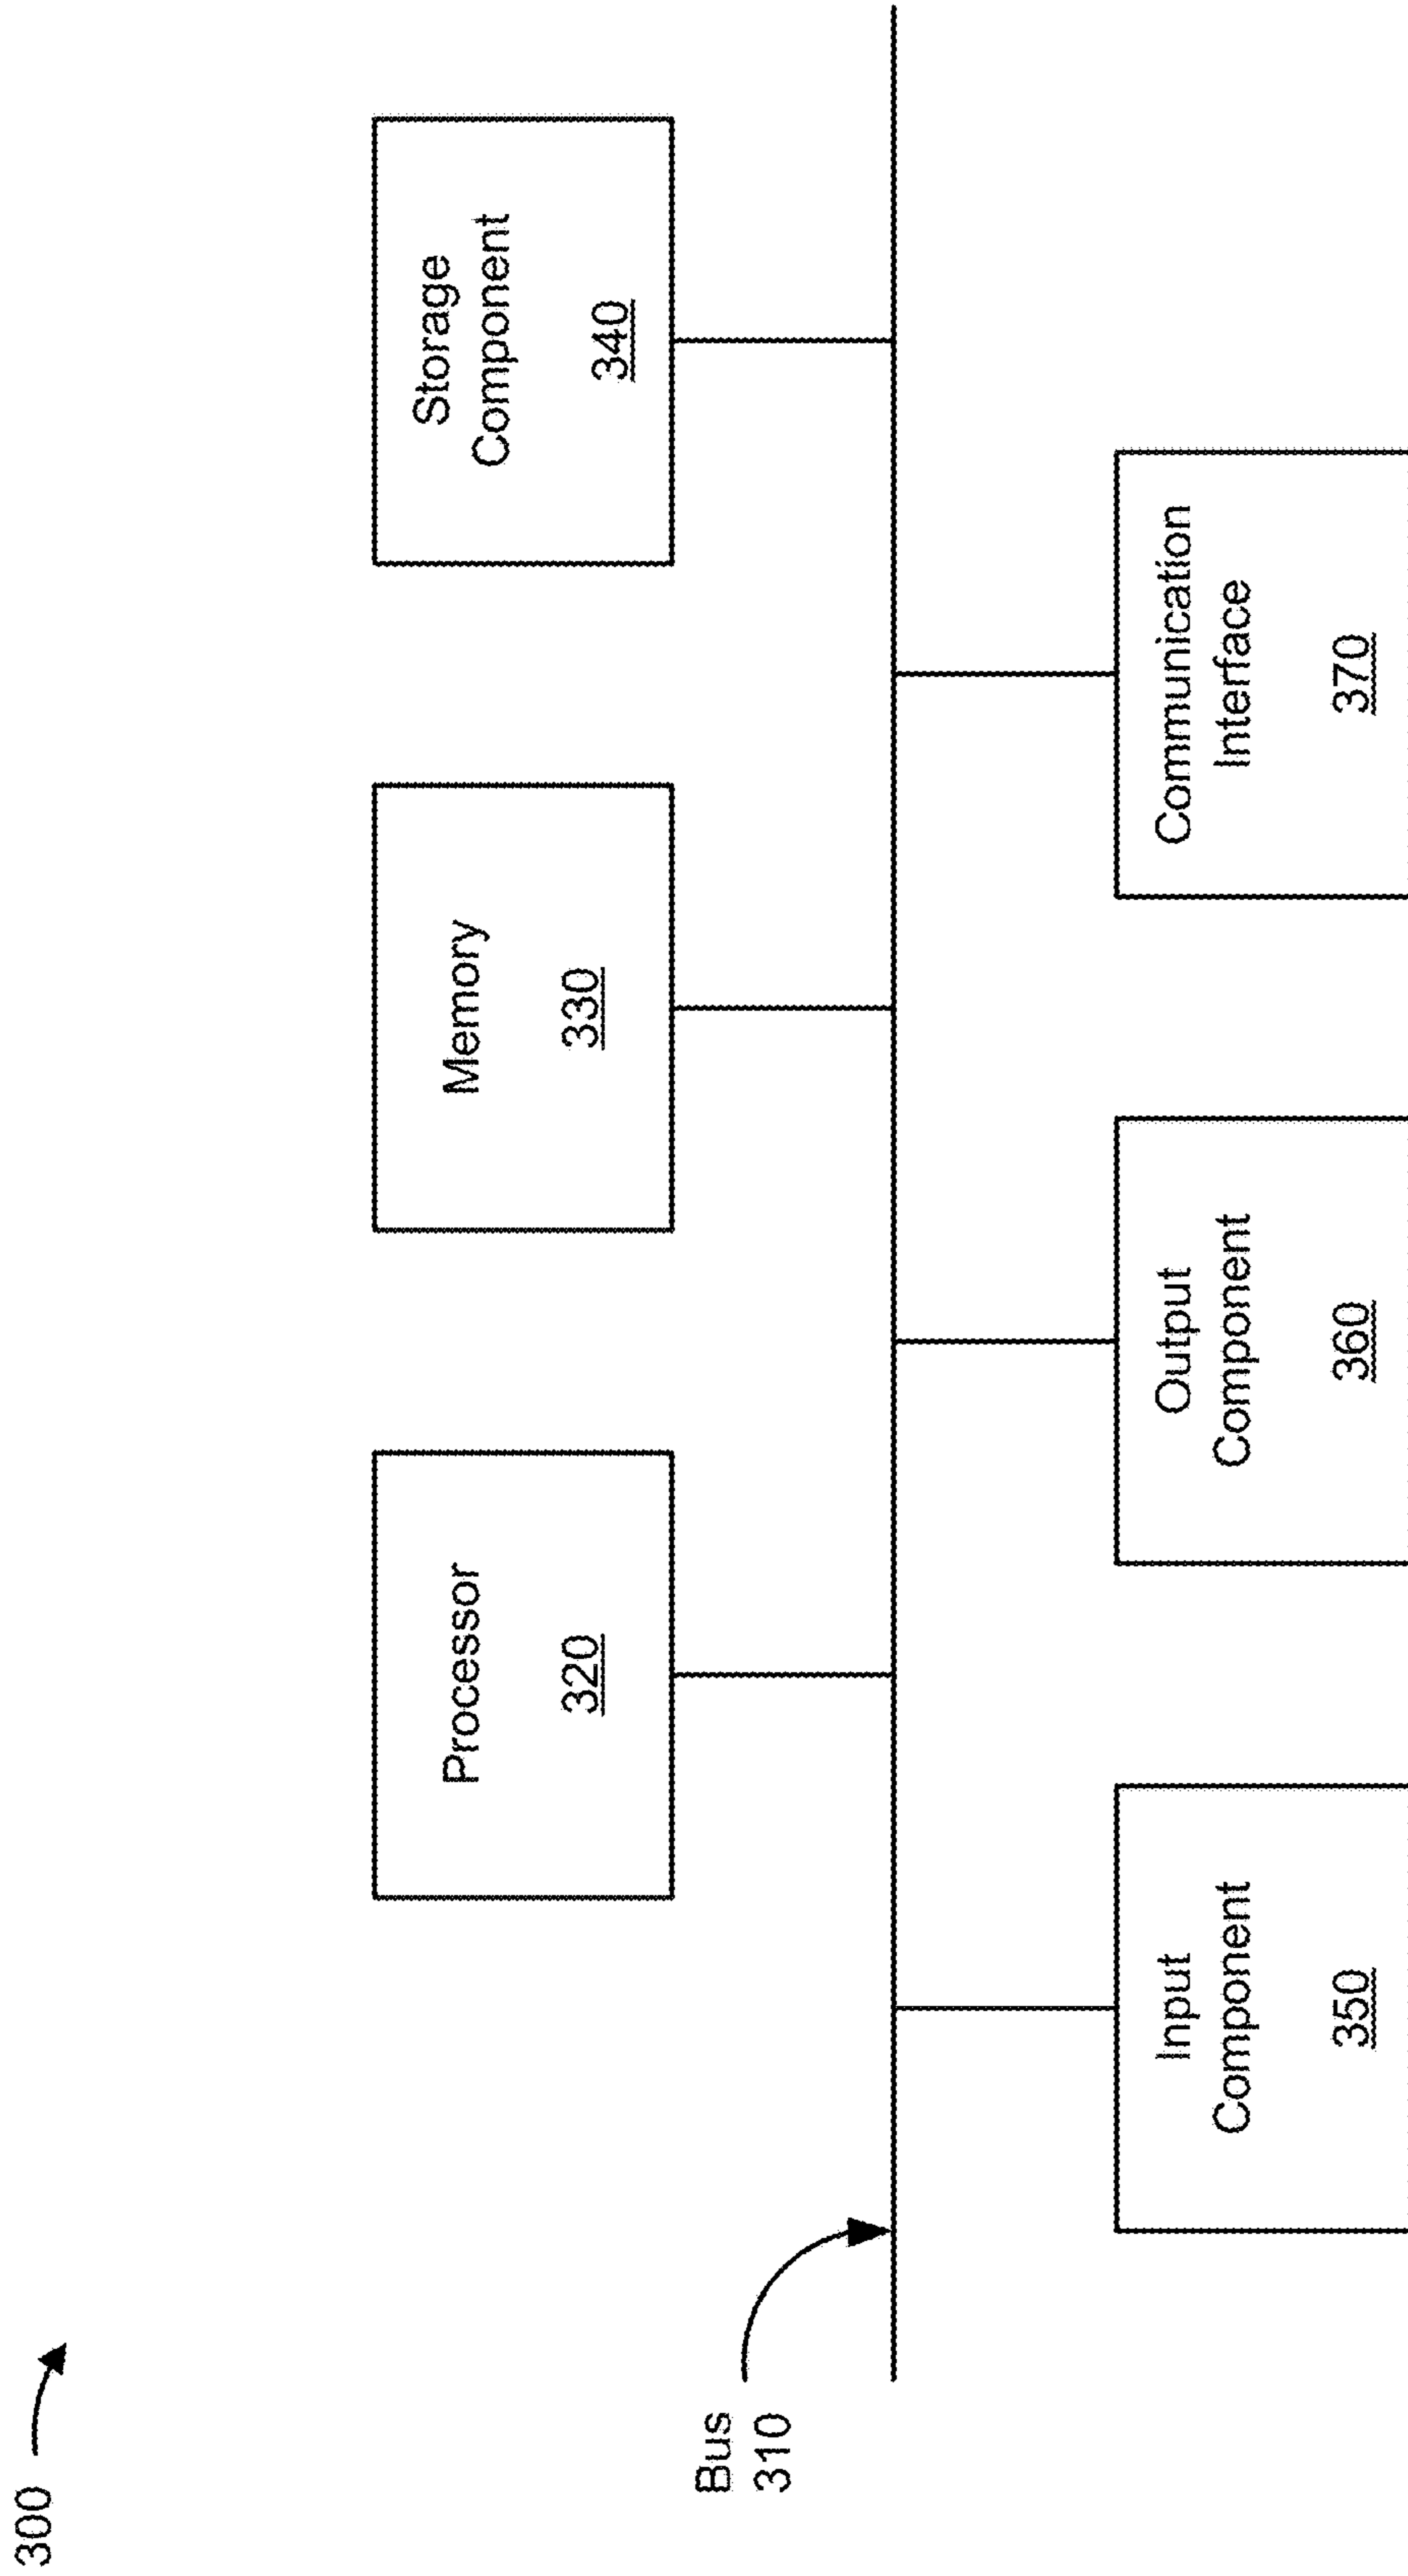 300
Bus
310
Processor
320
Memory
330
Storage
Component
340
Input
Component
350
Output
Component
360
Communication
Interface
370